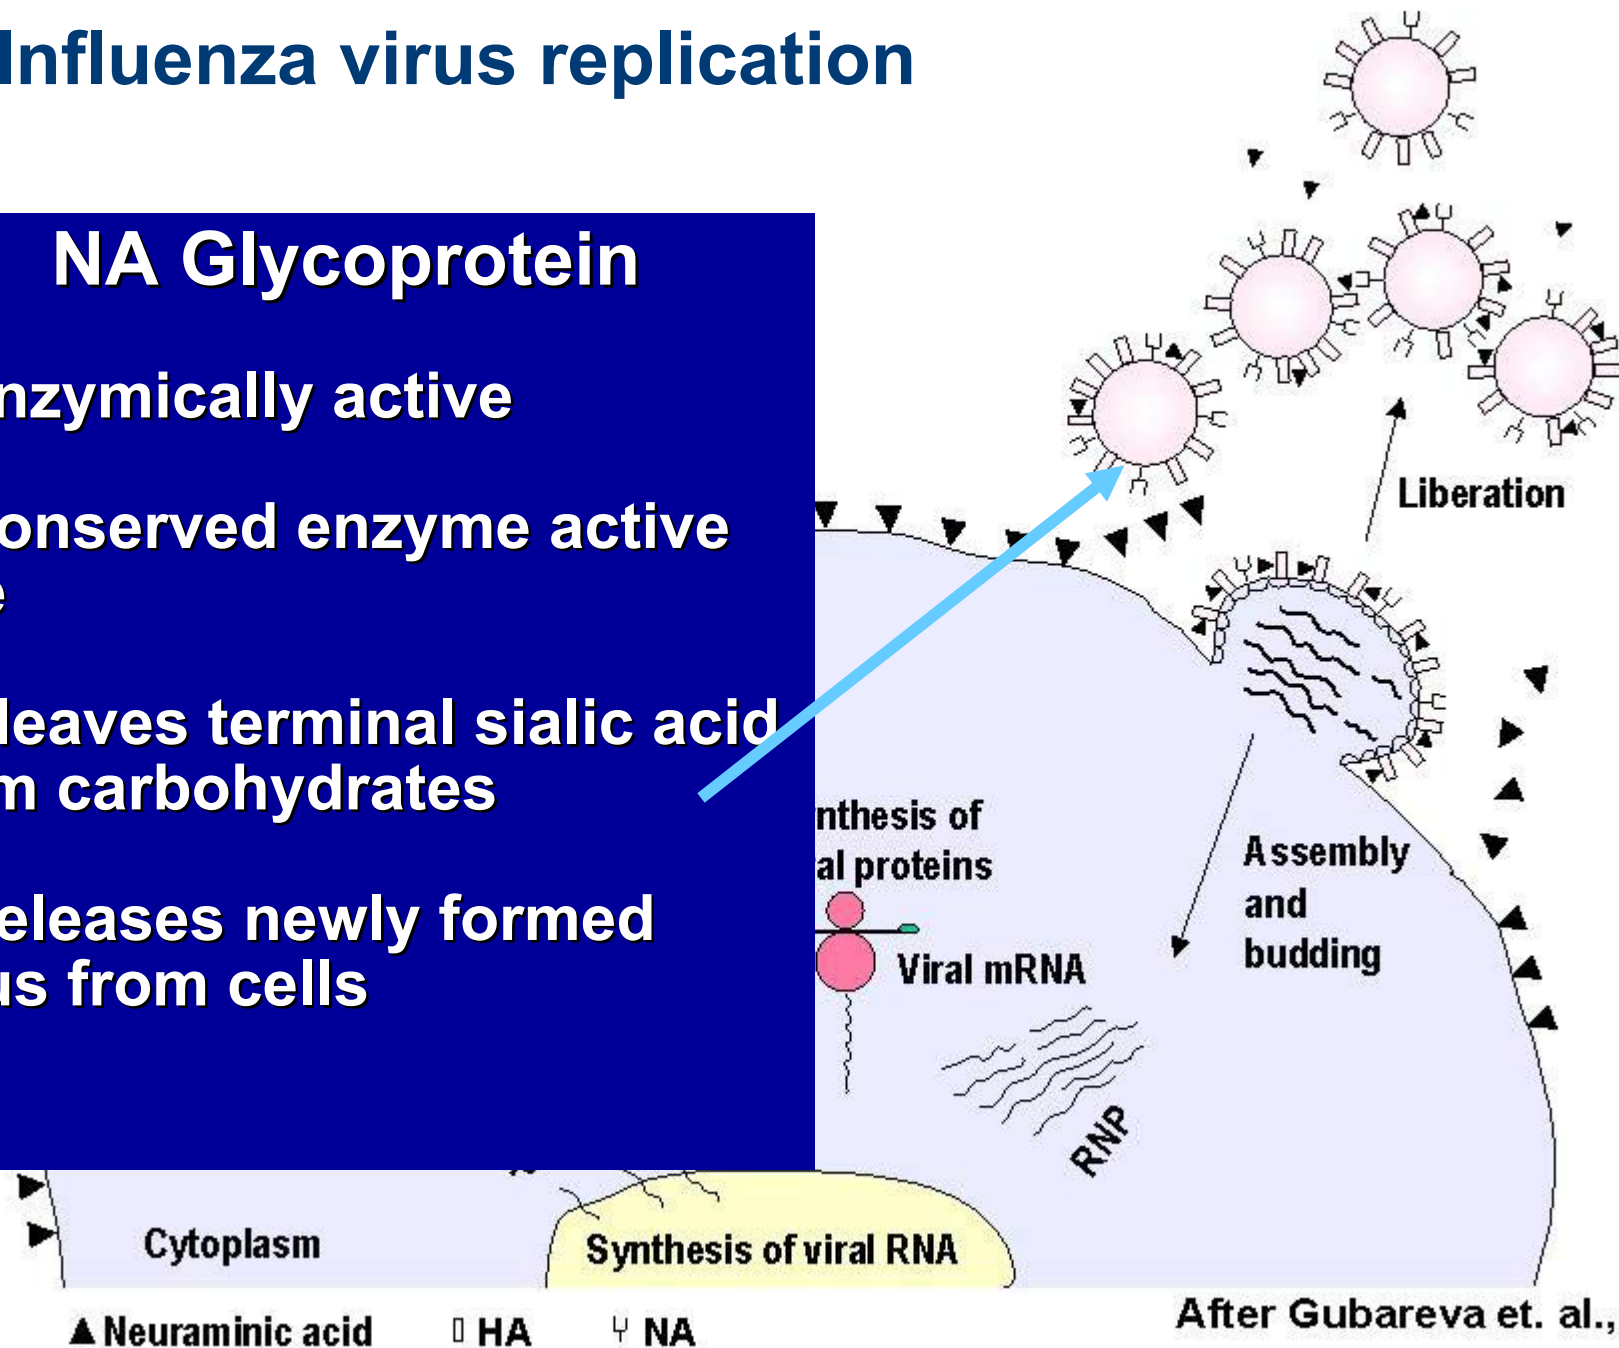 Influenza virus replication
NA Glycoprotein
nzymically active
onserved enzyme active
e
leaves terminal sialic acid
m carbohydrates
eleases newly formed
us from cells
Liberation
nthesis of
al proteins
Viral mRNA
Assembly
and
budding
RNP
Cytoplasm
Synthesis of viral RNA
Neuraminic acid
HA
NA
After Gubareva et. al.,